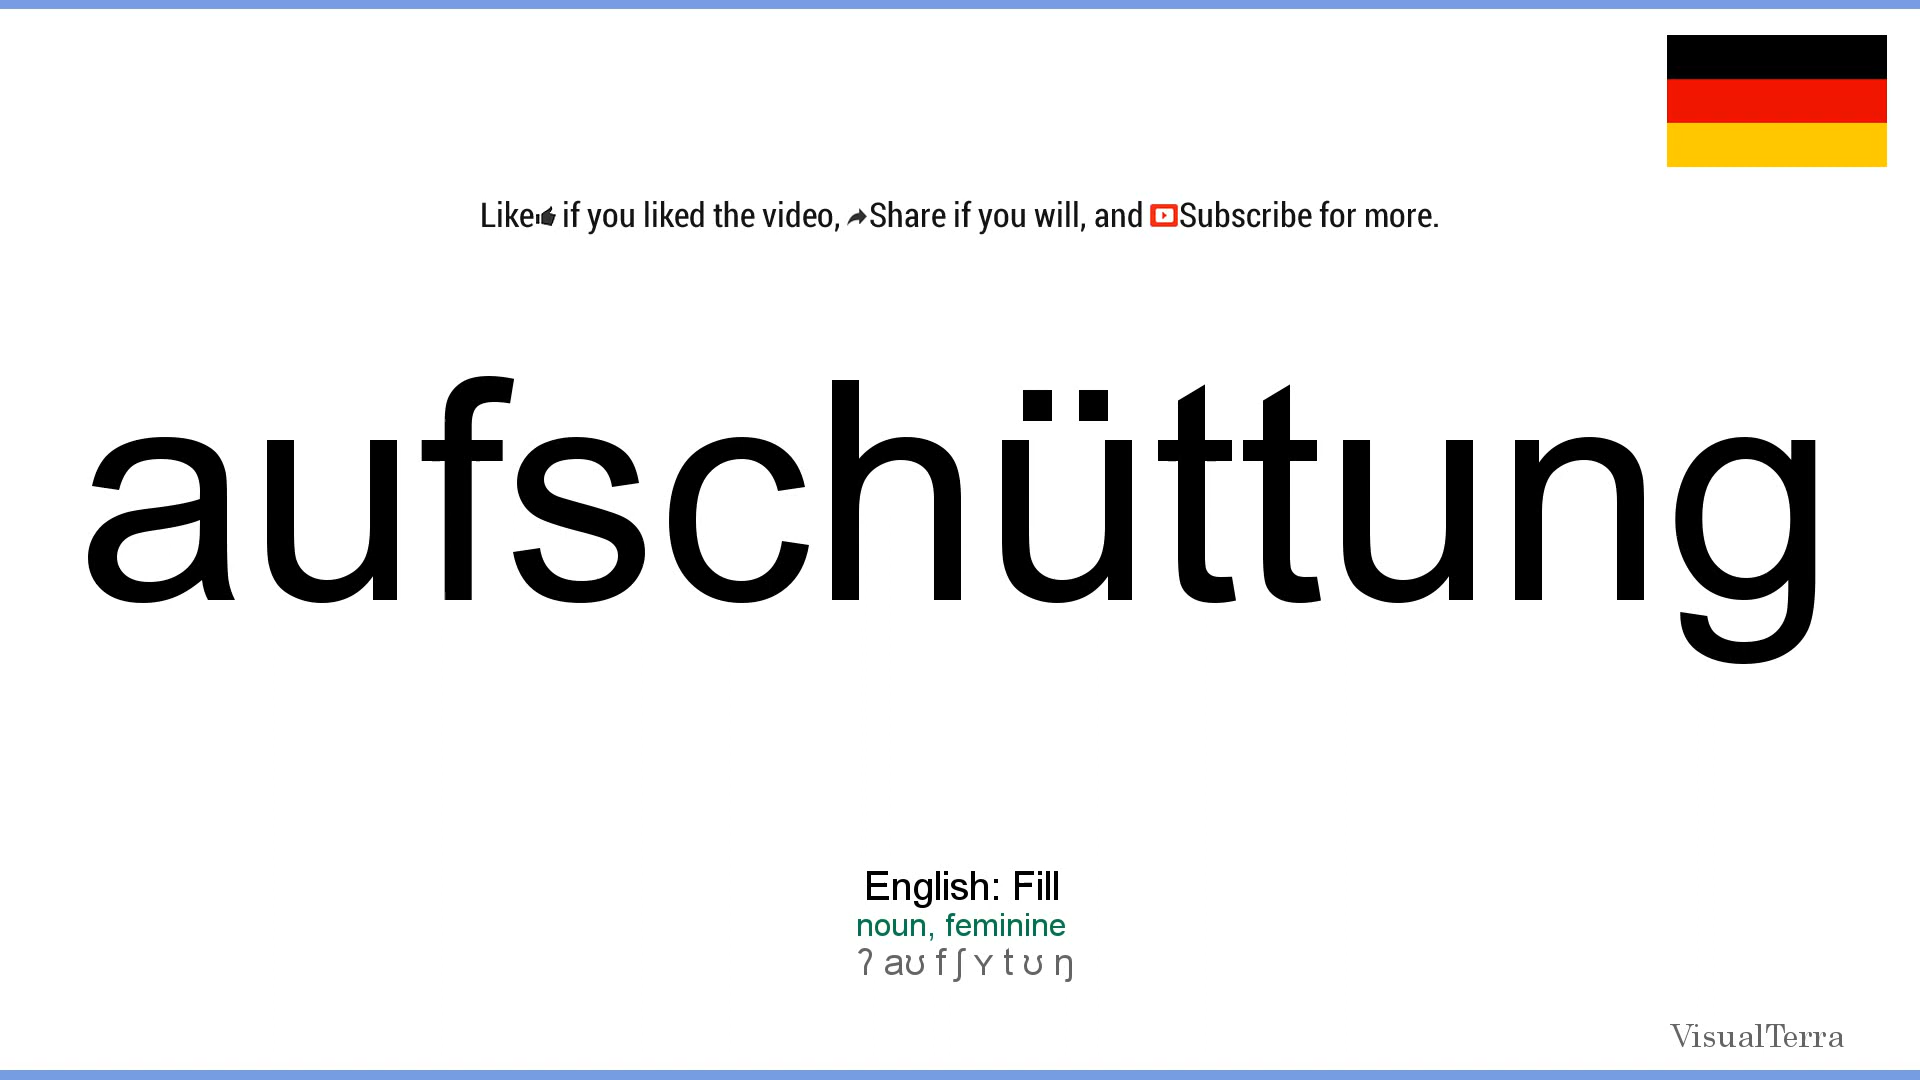 Like if you liked the video, Share if you will, and Subscribe for more.
aufschüttung
English: Fill
noun, feminine
ʔ aʊ f ʃ ʏ t ʊ ŋ
VisualTerra